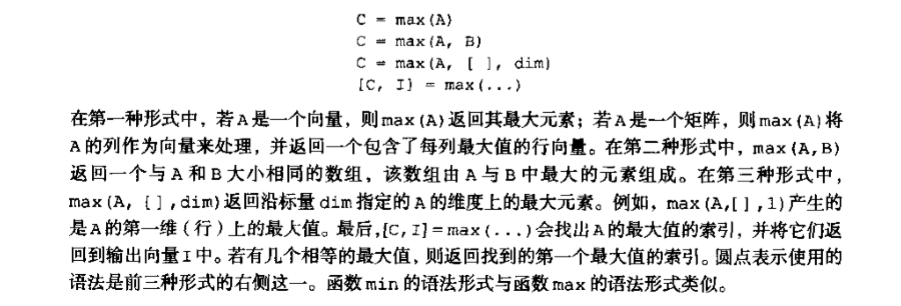 C = max(A)
C = max(A, B)
C = max(A, [ ], dim)
[C, I] = max(...)
在第一种形式中，若A是一个向量，则max(A)返回其最大元素；若A是一个矩阵，则max(A)将
A的列作为向量来处理，并返回一个包含了每列最大值的行向量。在第二种形式中，max(A,B)
返回一个与A和B大小相同的数组，该数组由A与B中最大的元素组成。在第三种形式中，
max(A, [],dim)返回沿标量dim指定的A的维度上的最大元素。例如，max(A,[],1)产生的
是A的第一维（行）上的最大值。最后,[C,I]=max(...)会找出A的最大值的索引，并将它们返
回到输出向量I中。若有几个相等的最大值，则返回找到的第一个最大值的索引。圆点表示使用的
语法是前三种形式的右侧这一。函数min的语法形式与函数max的语法形式类似。